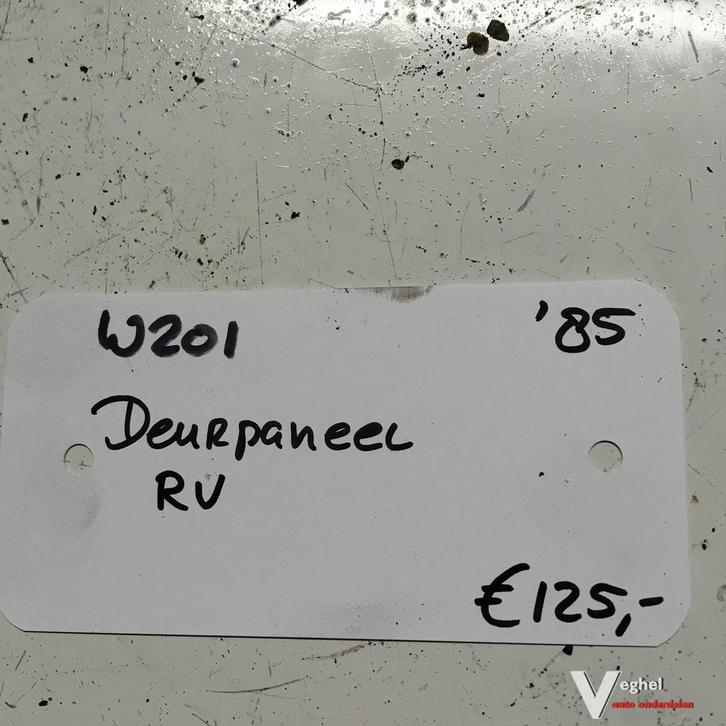 W201 '85
Deurpaneel
RV
€125,-
Veghel
auto onderdelen